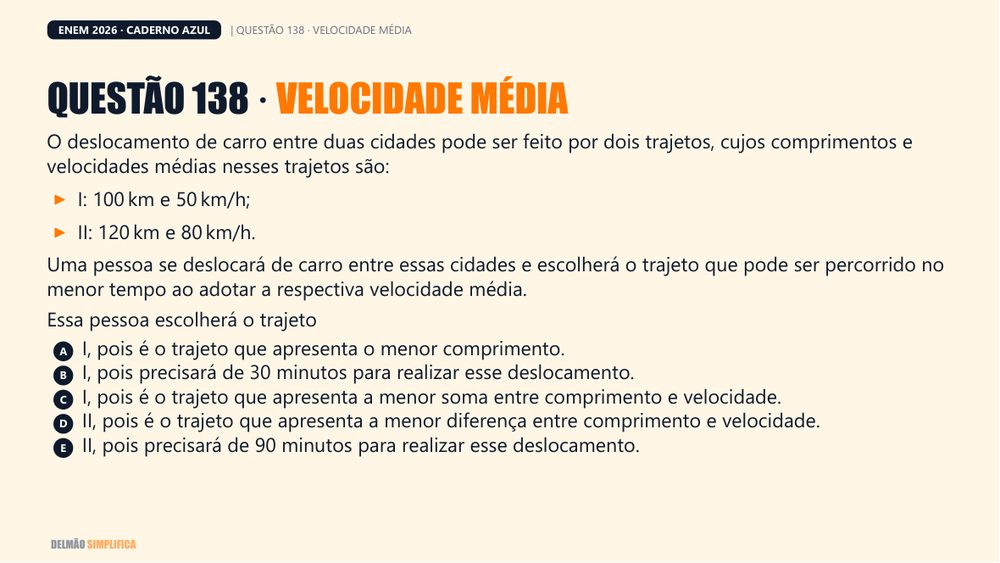 ENEM 2026 · CADERNO AZUL | QUESTÃO 138 · VELOCIDADE MÉDIA
QUESTÃO 138 · VELOCIDADE MÉDIA
O deslocamento de carro entre duas cidades pode ser feito por dois trajetos, cujos comprimentos e
velocidades médias nesses trajetos são:
► I: 100 km e 50 km/h;
► II: 120 km e 80 km/h.
Uma pessoa se deslocará de carro entre essas cidades e escolherá o trajeto que pode ser percorrido no
menor tempo ao adotar a respectiva velocidade média.
Essa pessoa escolherá o trajeto
A I, pois é o trajeto que apresenta o menor comprimento.
B I, pois precisará de 30 minutos para realizar esse deslocamento.
C I, pois é o trajeto que apresenta a menor soma entre comprimento e velocidade.
D II, pois é o trajeto que apresenta a menor diferença entre comprimento e velocidade.
E II, pois precisará de 90 minutos para realizar esse deslocamento.
DELMÃO SIMPLIFICA